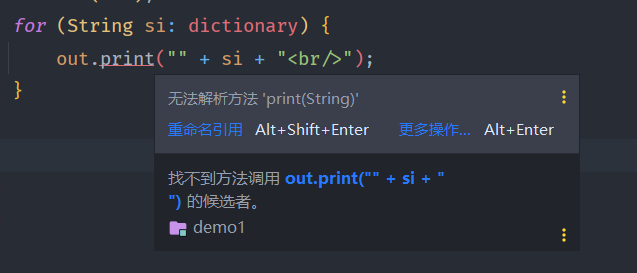 for (String si: dictionary) {
out.print("" + si + "<br/>");
}
无法解析方法 'print(String)'
重命名引用 Alt+Shift+Enter 更多操作... Alt+Enter
找不到方法调用 out.print("" + si + "
") 的候选者。
demo1